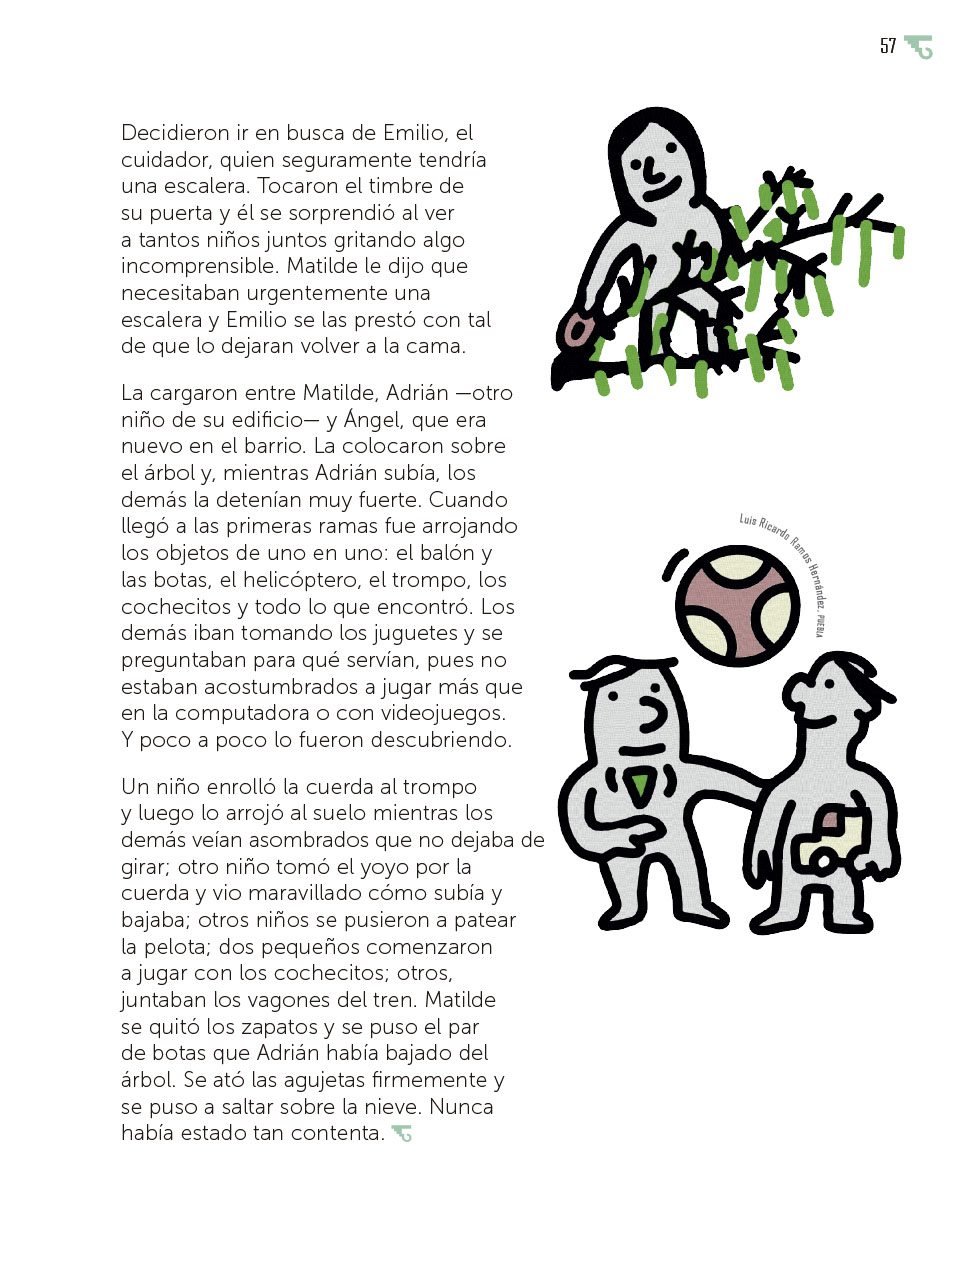 57
Decidieron ir en busca de Emilio, el
cuidador, quien seguramente tendría
una escalera. Tocaron el timbre de
su puerta y él se sorprendió al ver
a tantos niños juntos gritando algo
incomprensible. Matilde le dijo que
necesitaban urgentemente una
escalera y Emilio se las prestó con tal
de que lo dejaran volver a la cama.
La cargaron entre Matilde, Adrián —otro
niño de su edificio— y Ángel, que era
nuevo en el barrio. La colocaron sobre
el árbol y, mientras Adrián subía, los
demás la detenían muy fuerte. Cuando
llegó a las primeras ramas fue arrojando
los objetos de uno en uno: el balón y
las botas, el helicóptero, el trompo, los
cochecitos y todo lo que encontró. Los
demás iban tomando los juguetes y se
preguntaban para qué servían, pues no
estaban acostumbrados a jugar más que
en la computadora o con videojuegos.
Y poco a poco lo fueron descubriendo.
Un niño enrolló la cuerda al trompo
y luego lo arrojó al suelo mientras los
demás veían asombrados que no dejaba de
girar; otro niño tomó el yoyo por la
cuerda y vio maravillado cómo subía y
bajaba; otros niños se pusieron a patear
la pelota; dos pequeños comenzaron
a jugar con los cochecitos; otros,
juntaban los vagones del tren. Matilde
se quitó los zapatos y se puso el par
de botas que Adrián había bajado del
árbol. Se ató las agujetas firmemente y
se puso a saltar sobre la nieve. Nunca
había estado tan contenta.
Luis Ricardo Ramos Hernández. PUEBLA